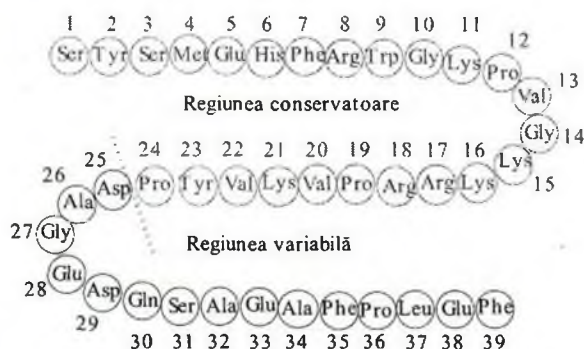 1 2 3 4 5 6 7 8 9 10 11 12
Ser Tyr Ser Met Glu His Phe Arg Trp Gly Lys Pro
13
Val
Regiunea conservatoare
Gly 14
26 25 24 23 22 21 20 19 18 17 16
Lys 15
Ala Asp Pro Tyr Val Lys Val Pro Arg Arg Lys
27 Gly
Regiunea variabilă
28 Glu Asp Gln Ser Ala Glu Ala Phe Pro Leu Glu Phe
29 30 31 32 33 34 35 36 37 38 39